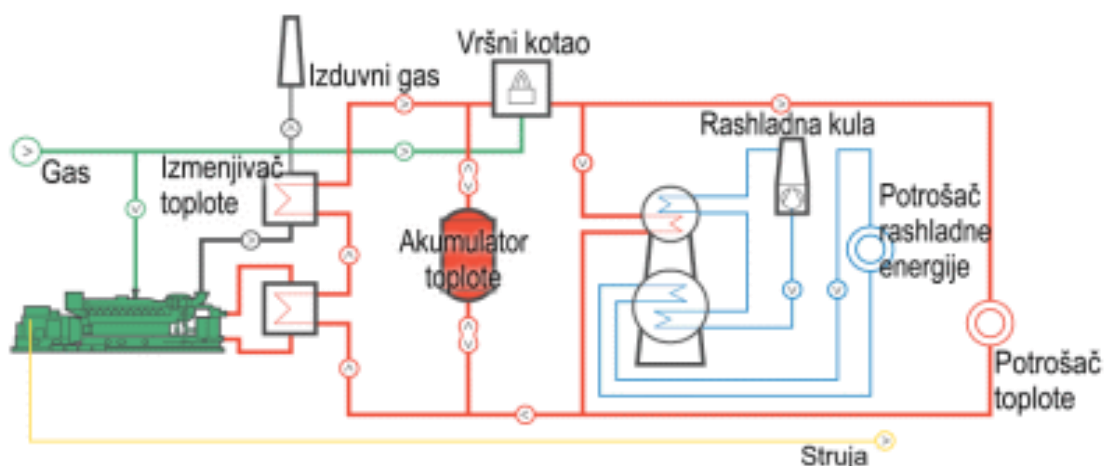 Vršni kotao
Izduvni gas
Rashladna kula
Gas
Izmenjivač
toplote
Akumulator
toplote
Potrošač
rashladne
energije
Potrošač
toplote
Struja